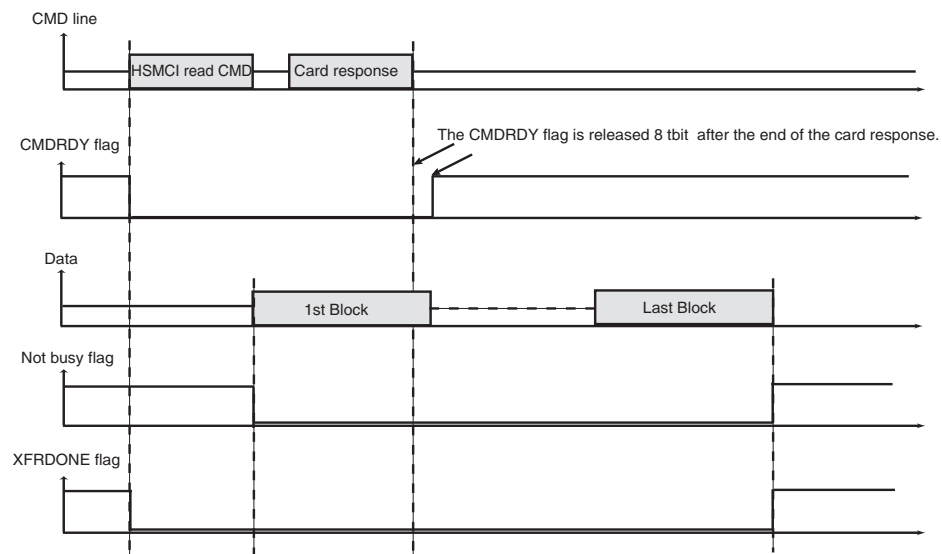 CMD line
HSMCI read CMD
Card response
CMDRDY flag
The CMDRDY flag is released 8 tbit after the end of the card response.
Data
1st Block
Last Block
Not busy flag
XFRDONE flag